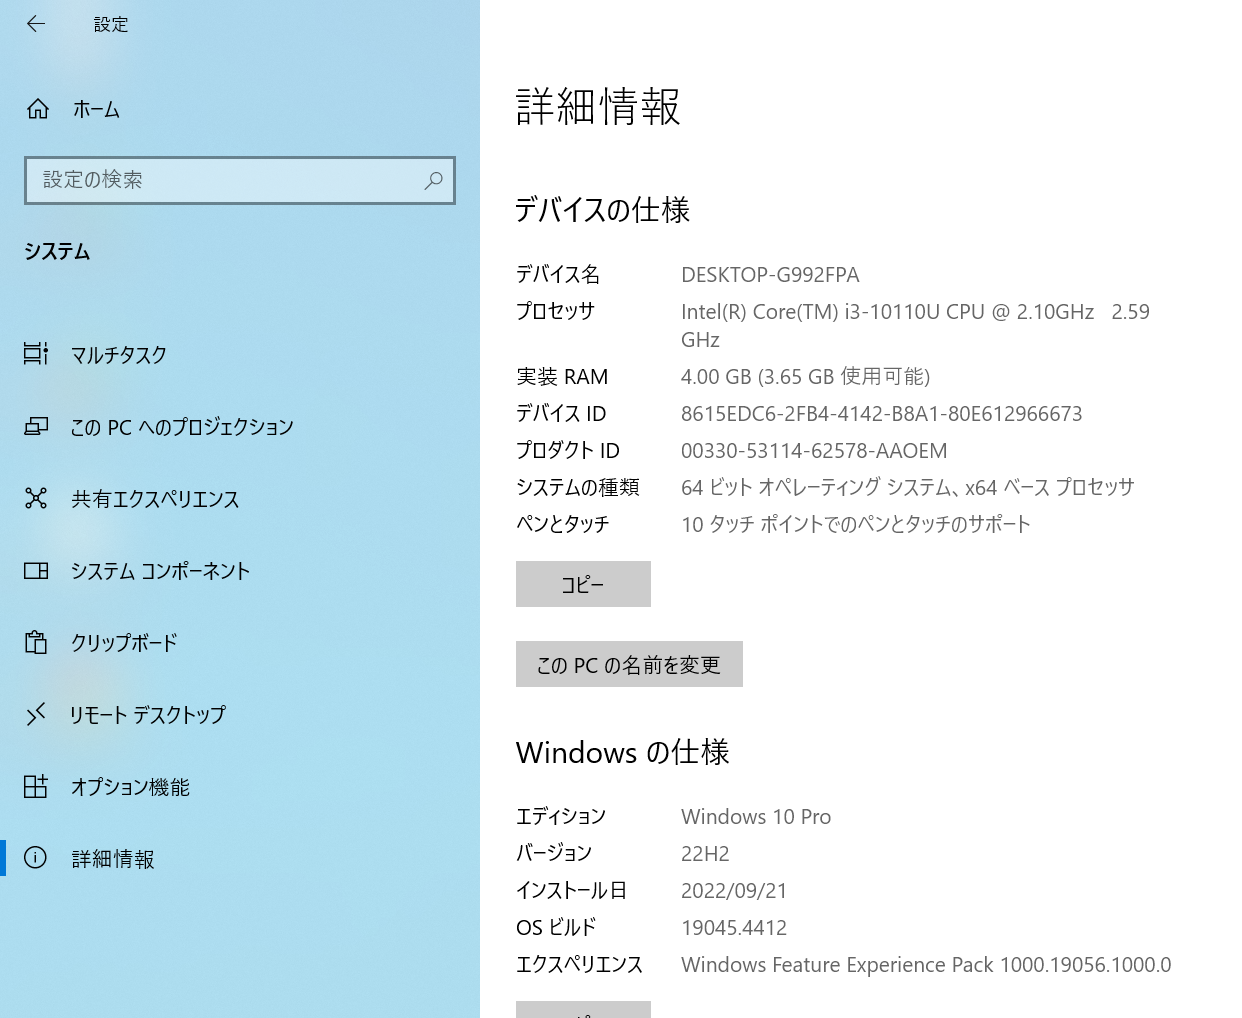 設定
ホーム
設定の検索
システム
マルチタスク
この PC へのプロジェクション
共有エクスペリエンス
システム コンポーネント
クリップボード
リモート デスクトップ
オプション機能
詳細情報
詳細情報
デバイスの仕様
デバイス名 DESKTOP-G992FPA
プロセッサ Intel(R) Core(TM) i3-10110U CPU @ 2.10GHz 2.59
GHz
実装 RAM 4.00 GB (3.65 GB 使用可能)
デバイス ID 8615EDC6-2FB4-4142-B8A1-80E612966673
プロダクト ID 00330-53114-62578-AAOEM
システムの種類 64 ビット オペレーティング システム、x64 ベース プロセッサ
ペンとタッチ 10 タッチ ポイントでのペンとタッチのサポート
コピー
この PC の名前を変更
Windows の仕様
エディション Windows 10 Pro
バージョン 22H2
インストール日 2022/09/21
OS ビルド 19045.4412
エクスペリエンス Windows Feature Experience Pack 1000.19056.1000.0